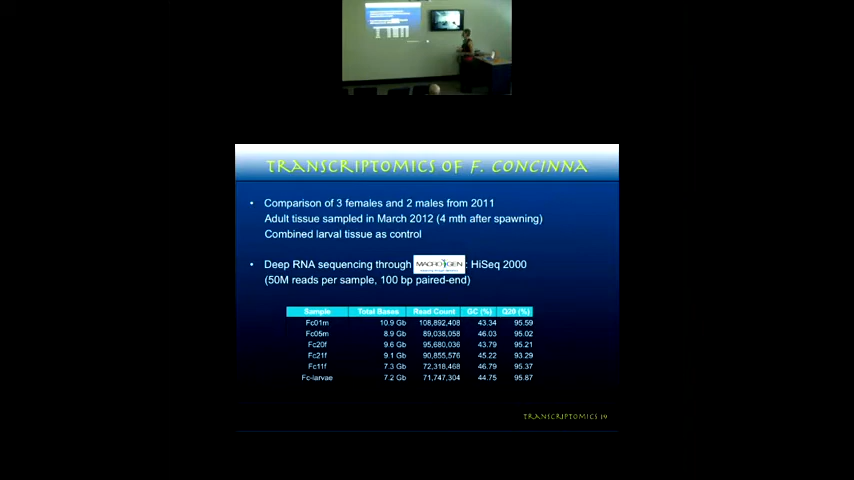 TRANSCRIPTOMICS OF F. CONCINNA
• Comparison of 3 females and 2 males from 2011
Adult tissue sampled in March 2012 (4 mth after spawning)
Combined larval tissue as control
• Deep RNA sequencing through MACROGEN: HiSeq 2000
(50M reads per sample, 100 bp paired-end)
Sample Total Bases Read Count GC (%) Q20 (%)
Fc01m 10.9 Gb 108,892,408 43.34 95.59
Fc05m 8.9 Gb 89,038,058 46.03 95.02
Fc20f 9.6 Gb 95,680,036 43.79 95.21
Fc21f 9.1 Gb 90,855,576 45.22 93.29
Fc11f 7.3 Gb 72,318,468 46.79 95.37
Fc-larvae 7.2 Gb 71,747,304 44.75 95.87
TRANSCRIPTOMICS 19